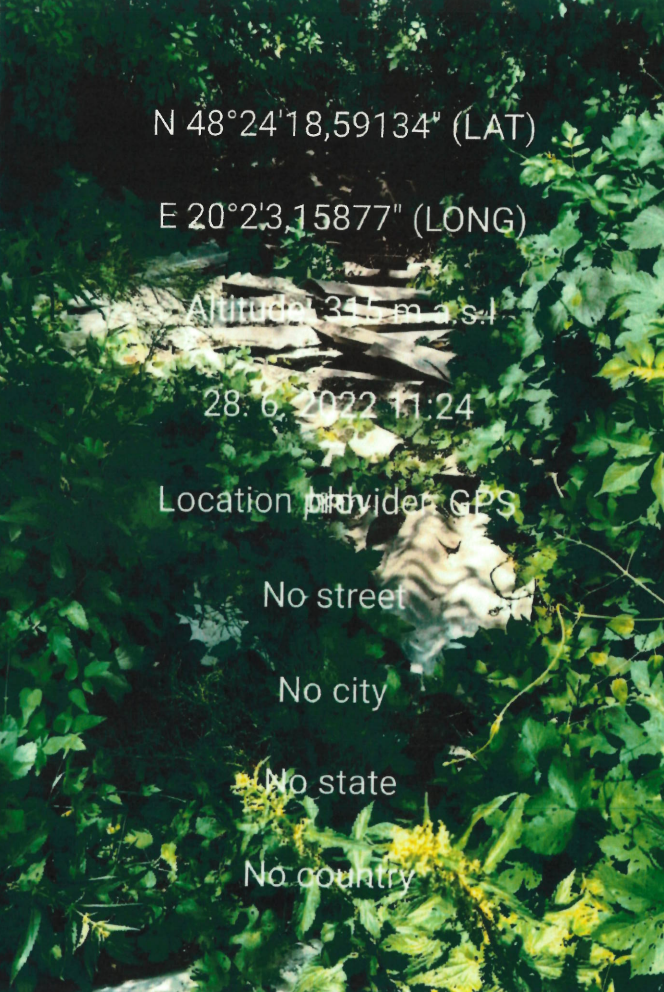 N 48°24'18,59134" (LAT)
E 20°2'3,15877" (LONG)
Altitude: 315 m a.s.l
28. 6. 2022 11:24
Location provider: GPS
No street
No city
No state
No country